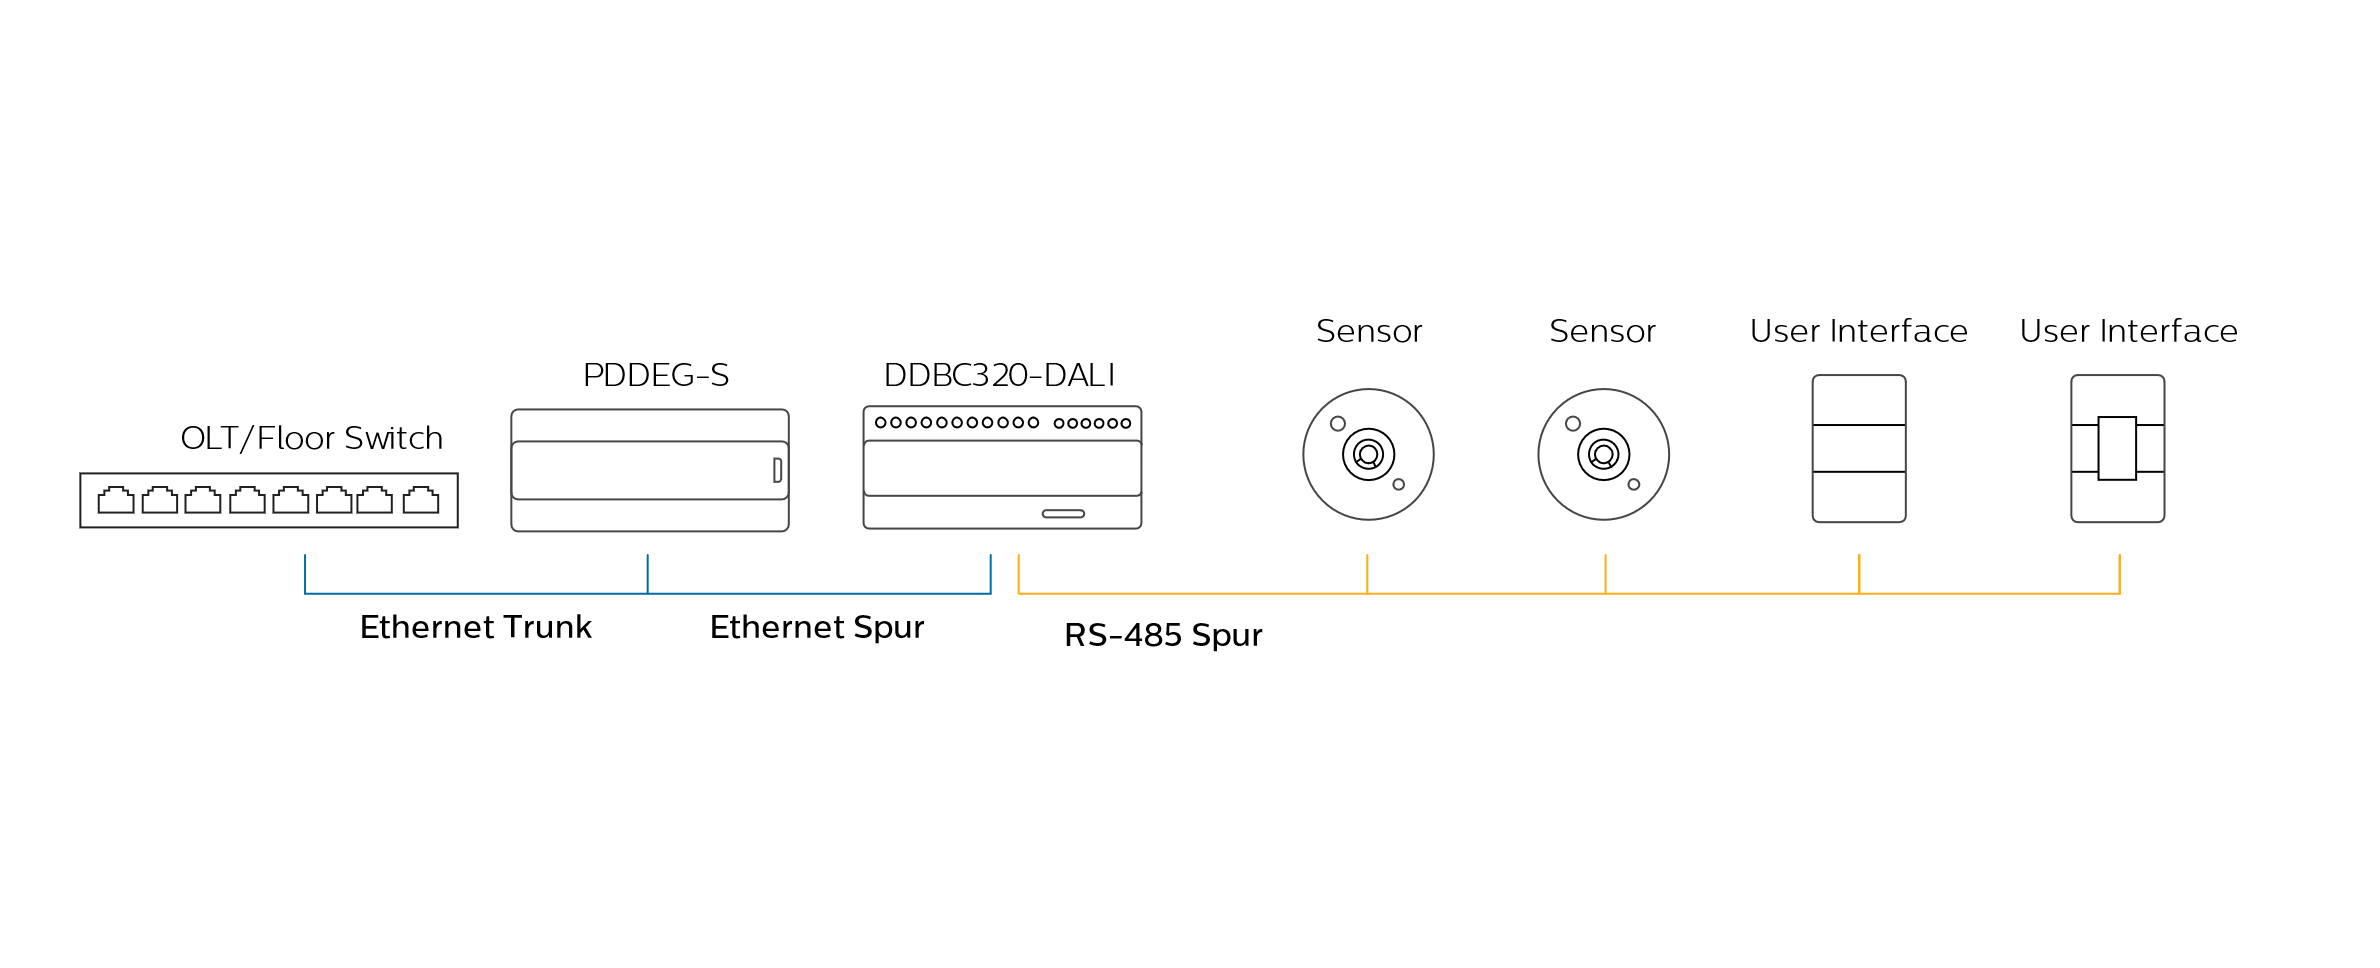 Sensor
Sensor
User Interface
User Interface
PDDEG-S
DDBC320-DALI
OLT/Floor Switch
Ethernet Trunk
Ethernet Spur
RS-485 Spur